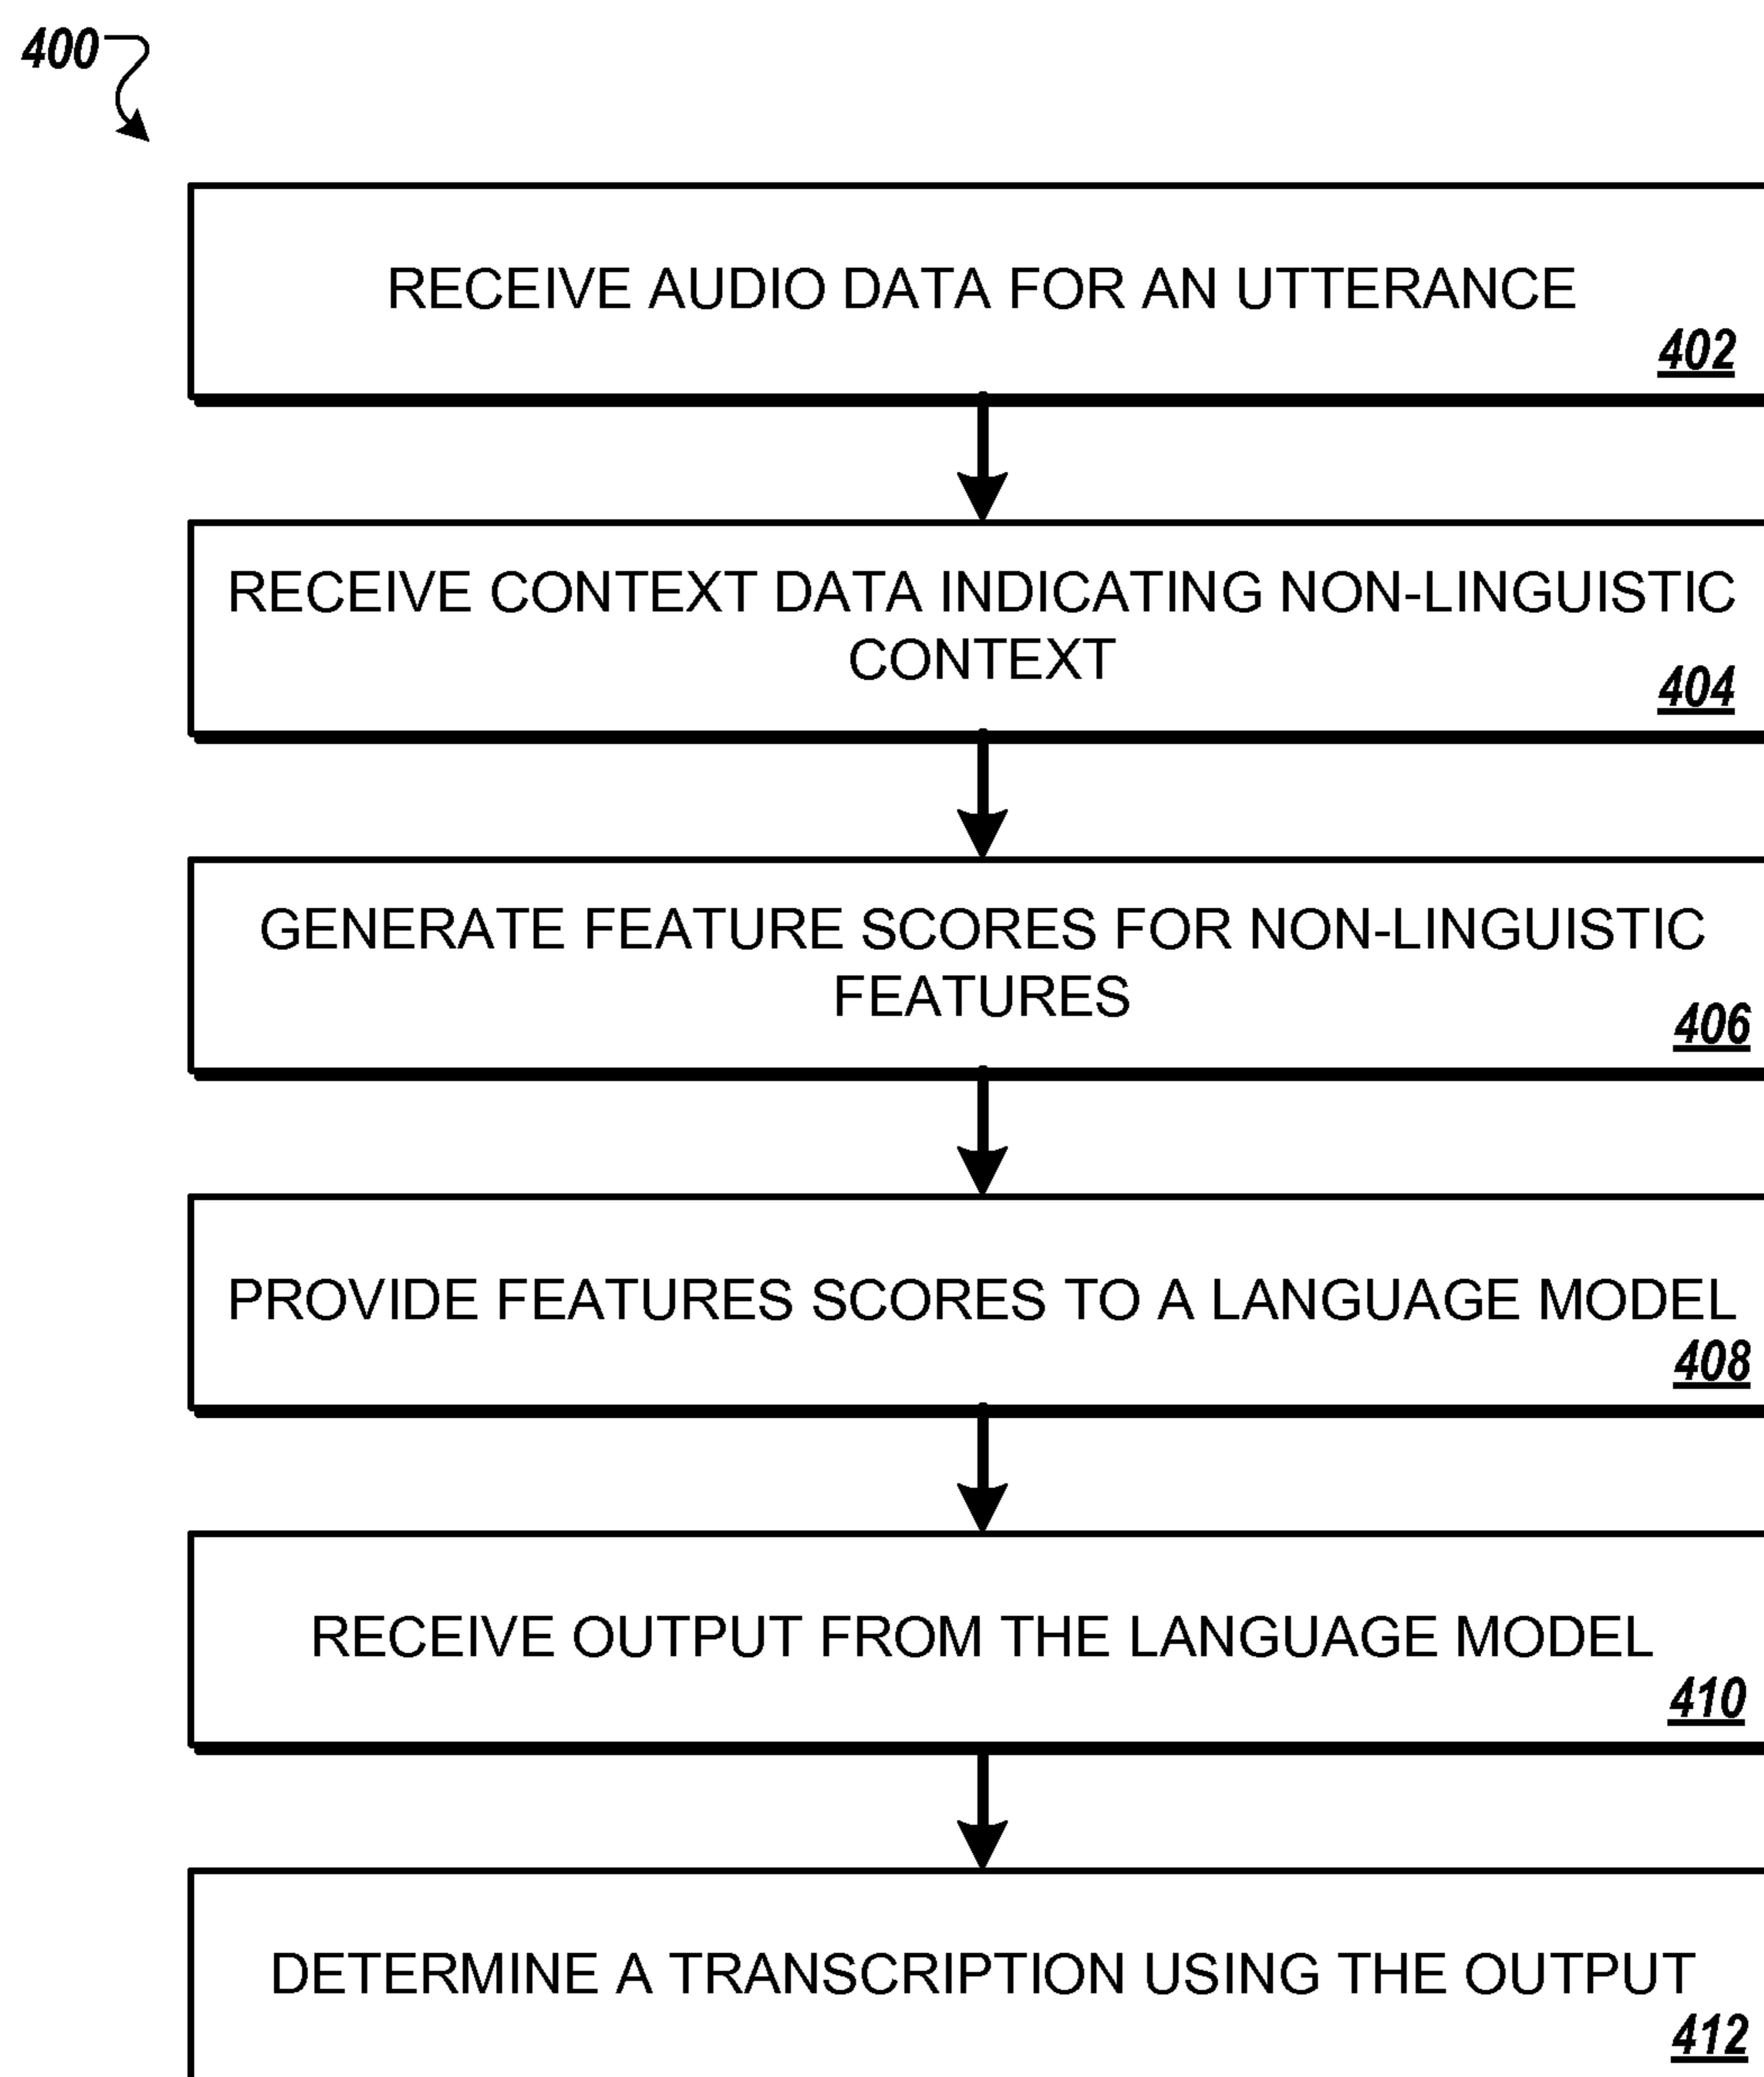 400
RECEIVE AUDIO DATA FOR AN UTTERANCE
402
RECEIVE CONTEXT DATA INDICATING NON-LINGUISTIC
CONTEXT
404
GENERATE FEATURE SCORES FOR NON-LINGUISTIC
FEATURES
406
PROVIDE FEATURES SCORES TO A LANGUAGE MODEL
408
RECEIVE OUTPUT FROM THE LANGUAGE MODEL
410
DETERMINE A TRANSCRIPTION USING THE OUTPUT
412